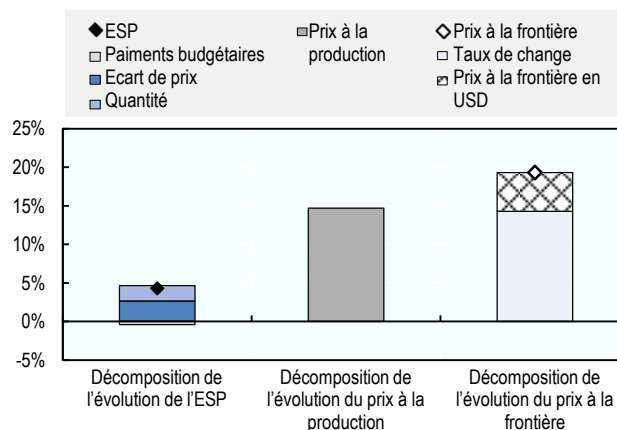 ESP
Paiments budgétaires
Ecart de prix
Quantité
Prix à la
production
Prix à la frontière
Taux de change
Prix à la frontière en
USD
25%
20%
15%
10%
5%
0%
-5%
Décomposition de
l'évolution de l'ESP
Décomposition de
l'évolution du prix à la
production
Décomposition de
l'évolution du prix à la
frontière